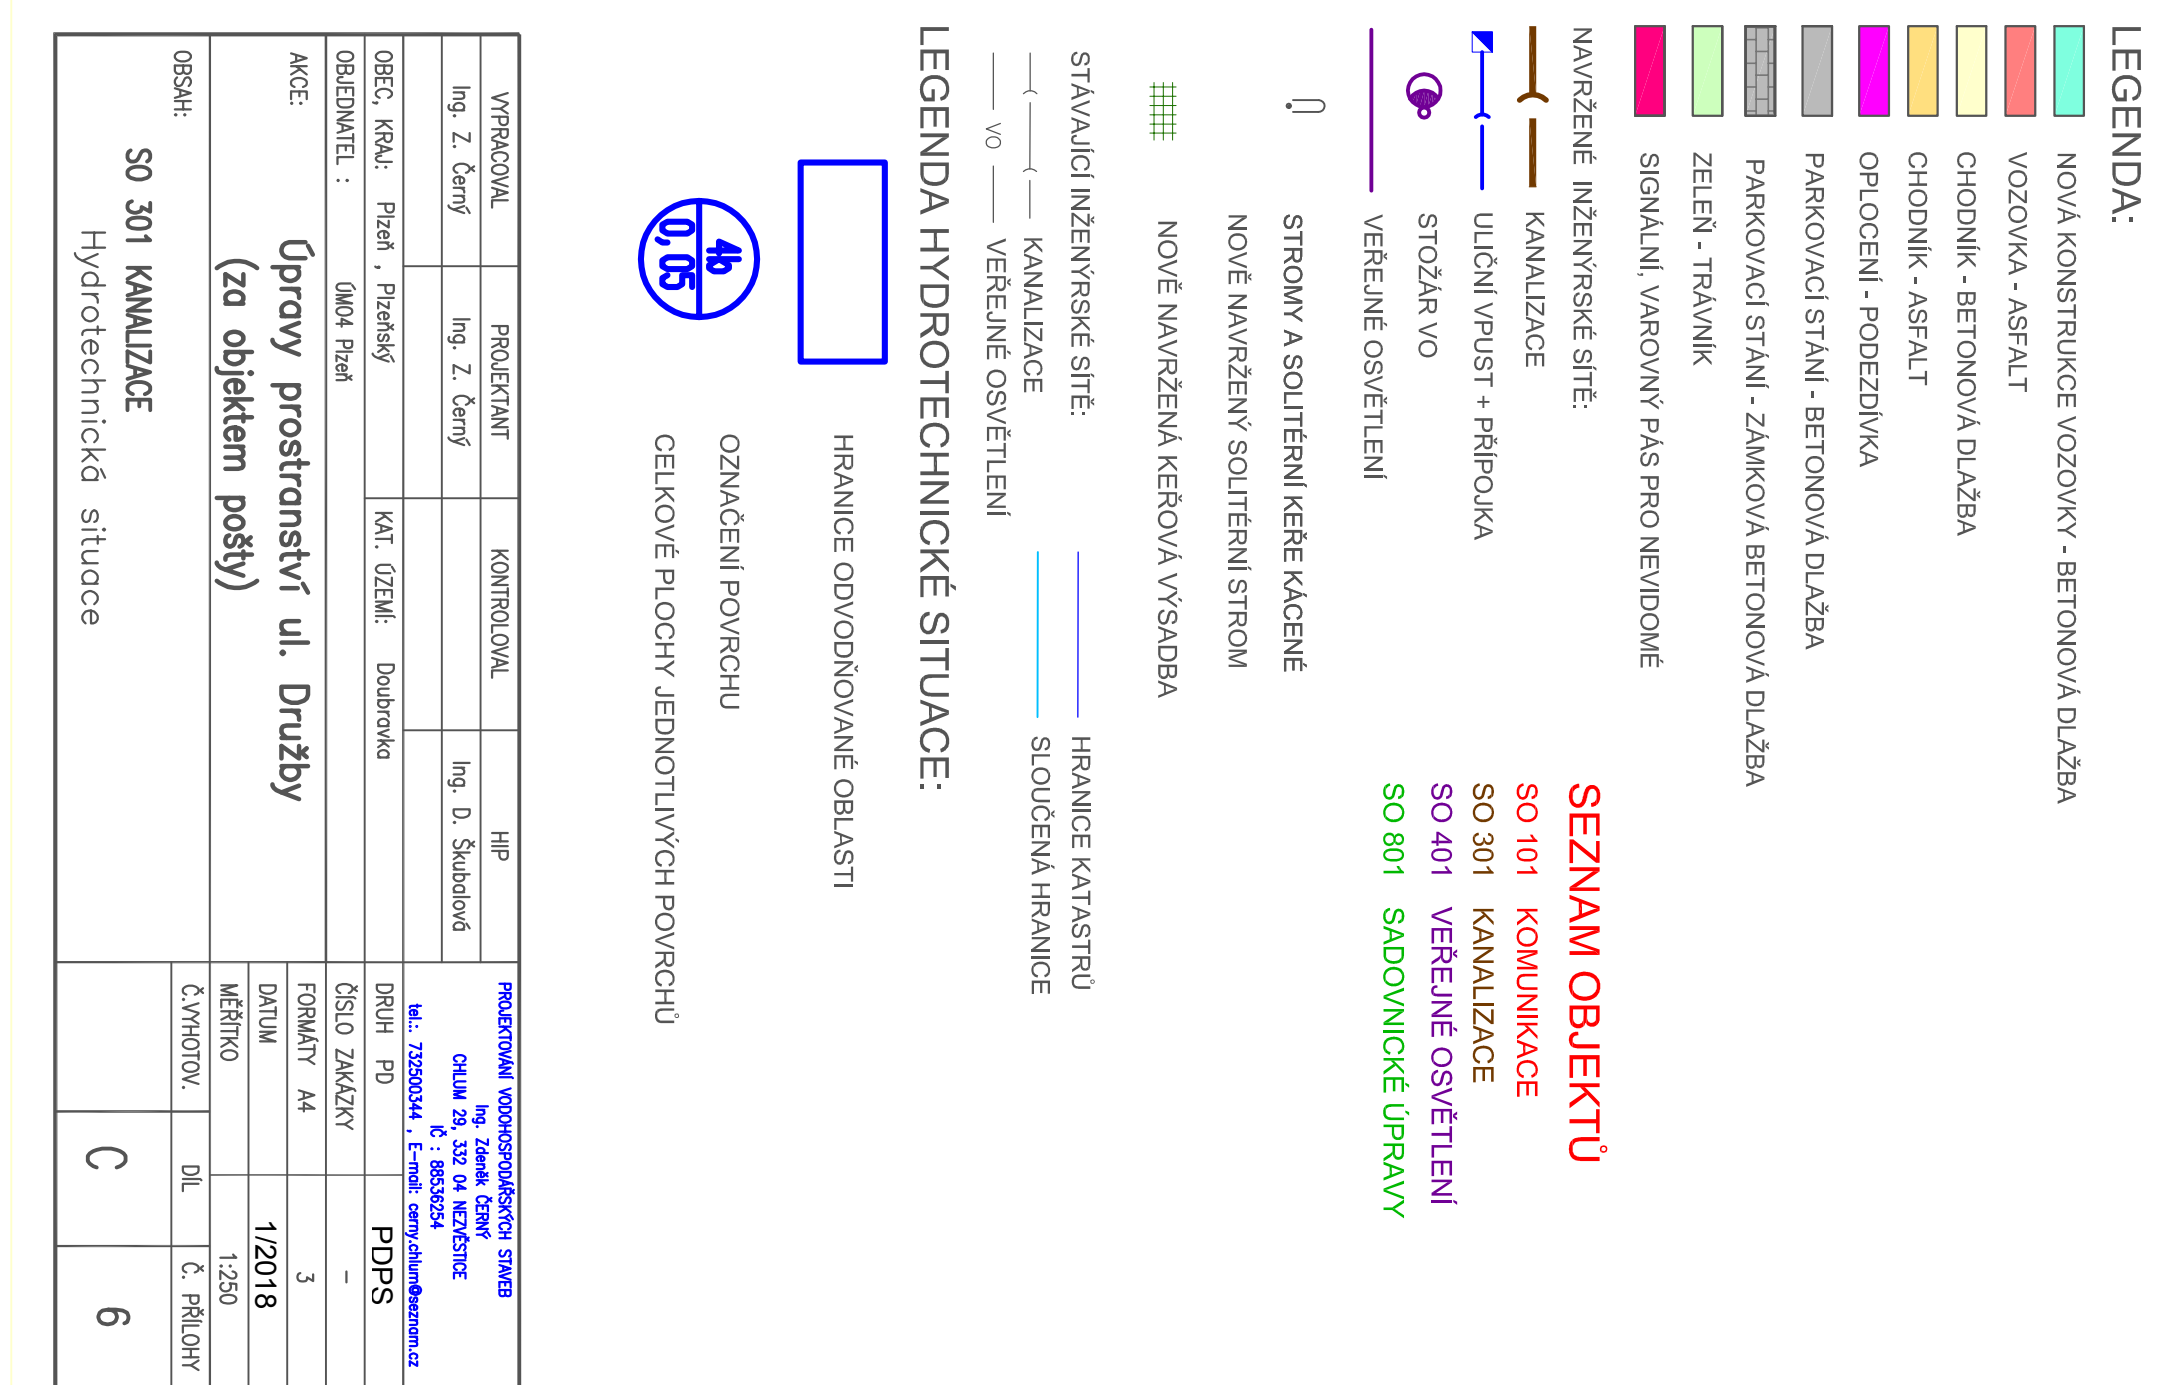 LEGENDA:
NOVÁ KONSTRUKCE VOZOVKY - BETONOVÁ DLAŽBA
VOZOVKA - ASFALT
CHODNÍK - BETONOVÁ DLAŽBA
CHODNÍK - ASFALT
OPLOCENÍ - PODEZDÍVKA
PARKOVACÍ STÁNÍ - BETONOVÁ DLAŽBA
PARKOVACÍ STÁNÍ - ZÁMKOVÁ BETONOVÁ DLAŽBA
ZELEŇ - TRÁVNÍK
SIGNÁLNÍ, VAROVNÝ PÁS PRO NEVIDOMÉ
NAVRŽENÉ INŽENÝRSKÉ SÍTĚ:
KANALIZACE
ULIČNÍ VPUST + PŘÍPOJKA
STOŽÁR VO
VEŘEJNÉ OSVĚTLENÍ
STROMY A SOLITÉRNÍ KEŘE KÁCENÉ
NOVĚ NAVRŽENÝ SOLITÉRNÍ STROM
NOVĚ NAVRŽENÁ KEŘOVÁ VÝSADBA
SEZNAM OBJEKTŮ
SO 101 KOMUNIKACE
SO 301 KANALIZACE
SO 401 VEŘEJNÉ OSVĚTLENÍ
SO 801 SADOVNICKÉ ÚPRAVY
STÁVAJÍCÍ INŽENÝRSKÉ SÍTĚ:
KANALIZACE
VO VEŘEJNÉ OSVĚTLENÍ
HRANICE KATASTRŮ
SLOUČENÁ HRANICE
LEGENDA HYDROTECHNICKÉ SITUACE:
HRANICE ODVODŇOVANÉ OBLASTI
4b
0,05
OZNAČENÍ POVRCHU
CELKOVÉ PLOCHY JEDNOTLIVÝCH POVRCHŮ
VYPRACOVAL PROJEKTANT KONTROLOVAL HIP
Ing. Z. Černý Ing. Z. Černý Ing. D. Škubalová
OBEC, KRAJ: Plzeň , Plzeňský KAT. ÚZEMÍ: Doubravka
OBJEDNATEL : ÚMO4 Plzeň
AKCE:
Úpravy prostranství ul. Družby
(za objektem pošty)
OBSAH:
SO 301 KANALIZACE
Hydrotechnická situace
PROJEKTOVÁNÍ VODOHOSPODÁŘSKÝCH STAVEB
Ing. Zdeněk ČERNÝ
CHLUM 29, 332 04 NEZVĚSTICE
IČ : 88536254
tel.: 732500344 , E-mail: cerny.chlum@seznam.cz
DRUH PD PDPS
ČÍSLO ZAKÁZKY -
FORMÁTY A4 3
DATUM 1/2018
MĚŘÍTKO 1:250
Č.VYHOTOV. DÍL Č. PŘÍLOHY
C 6